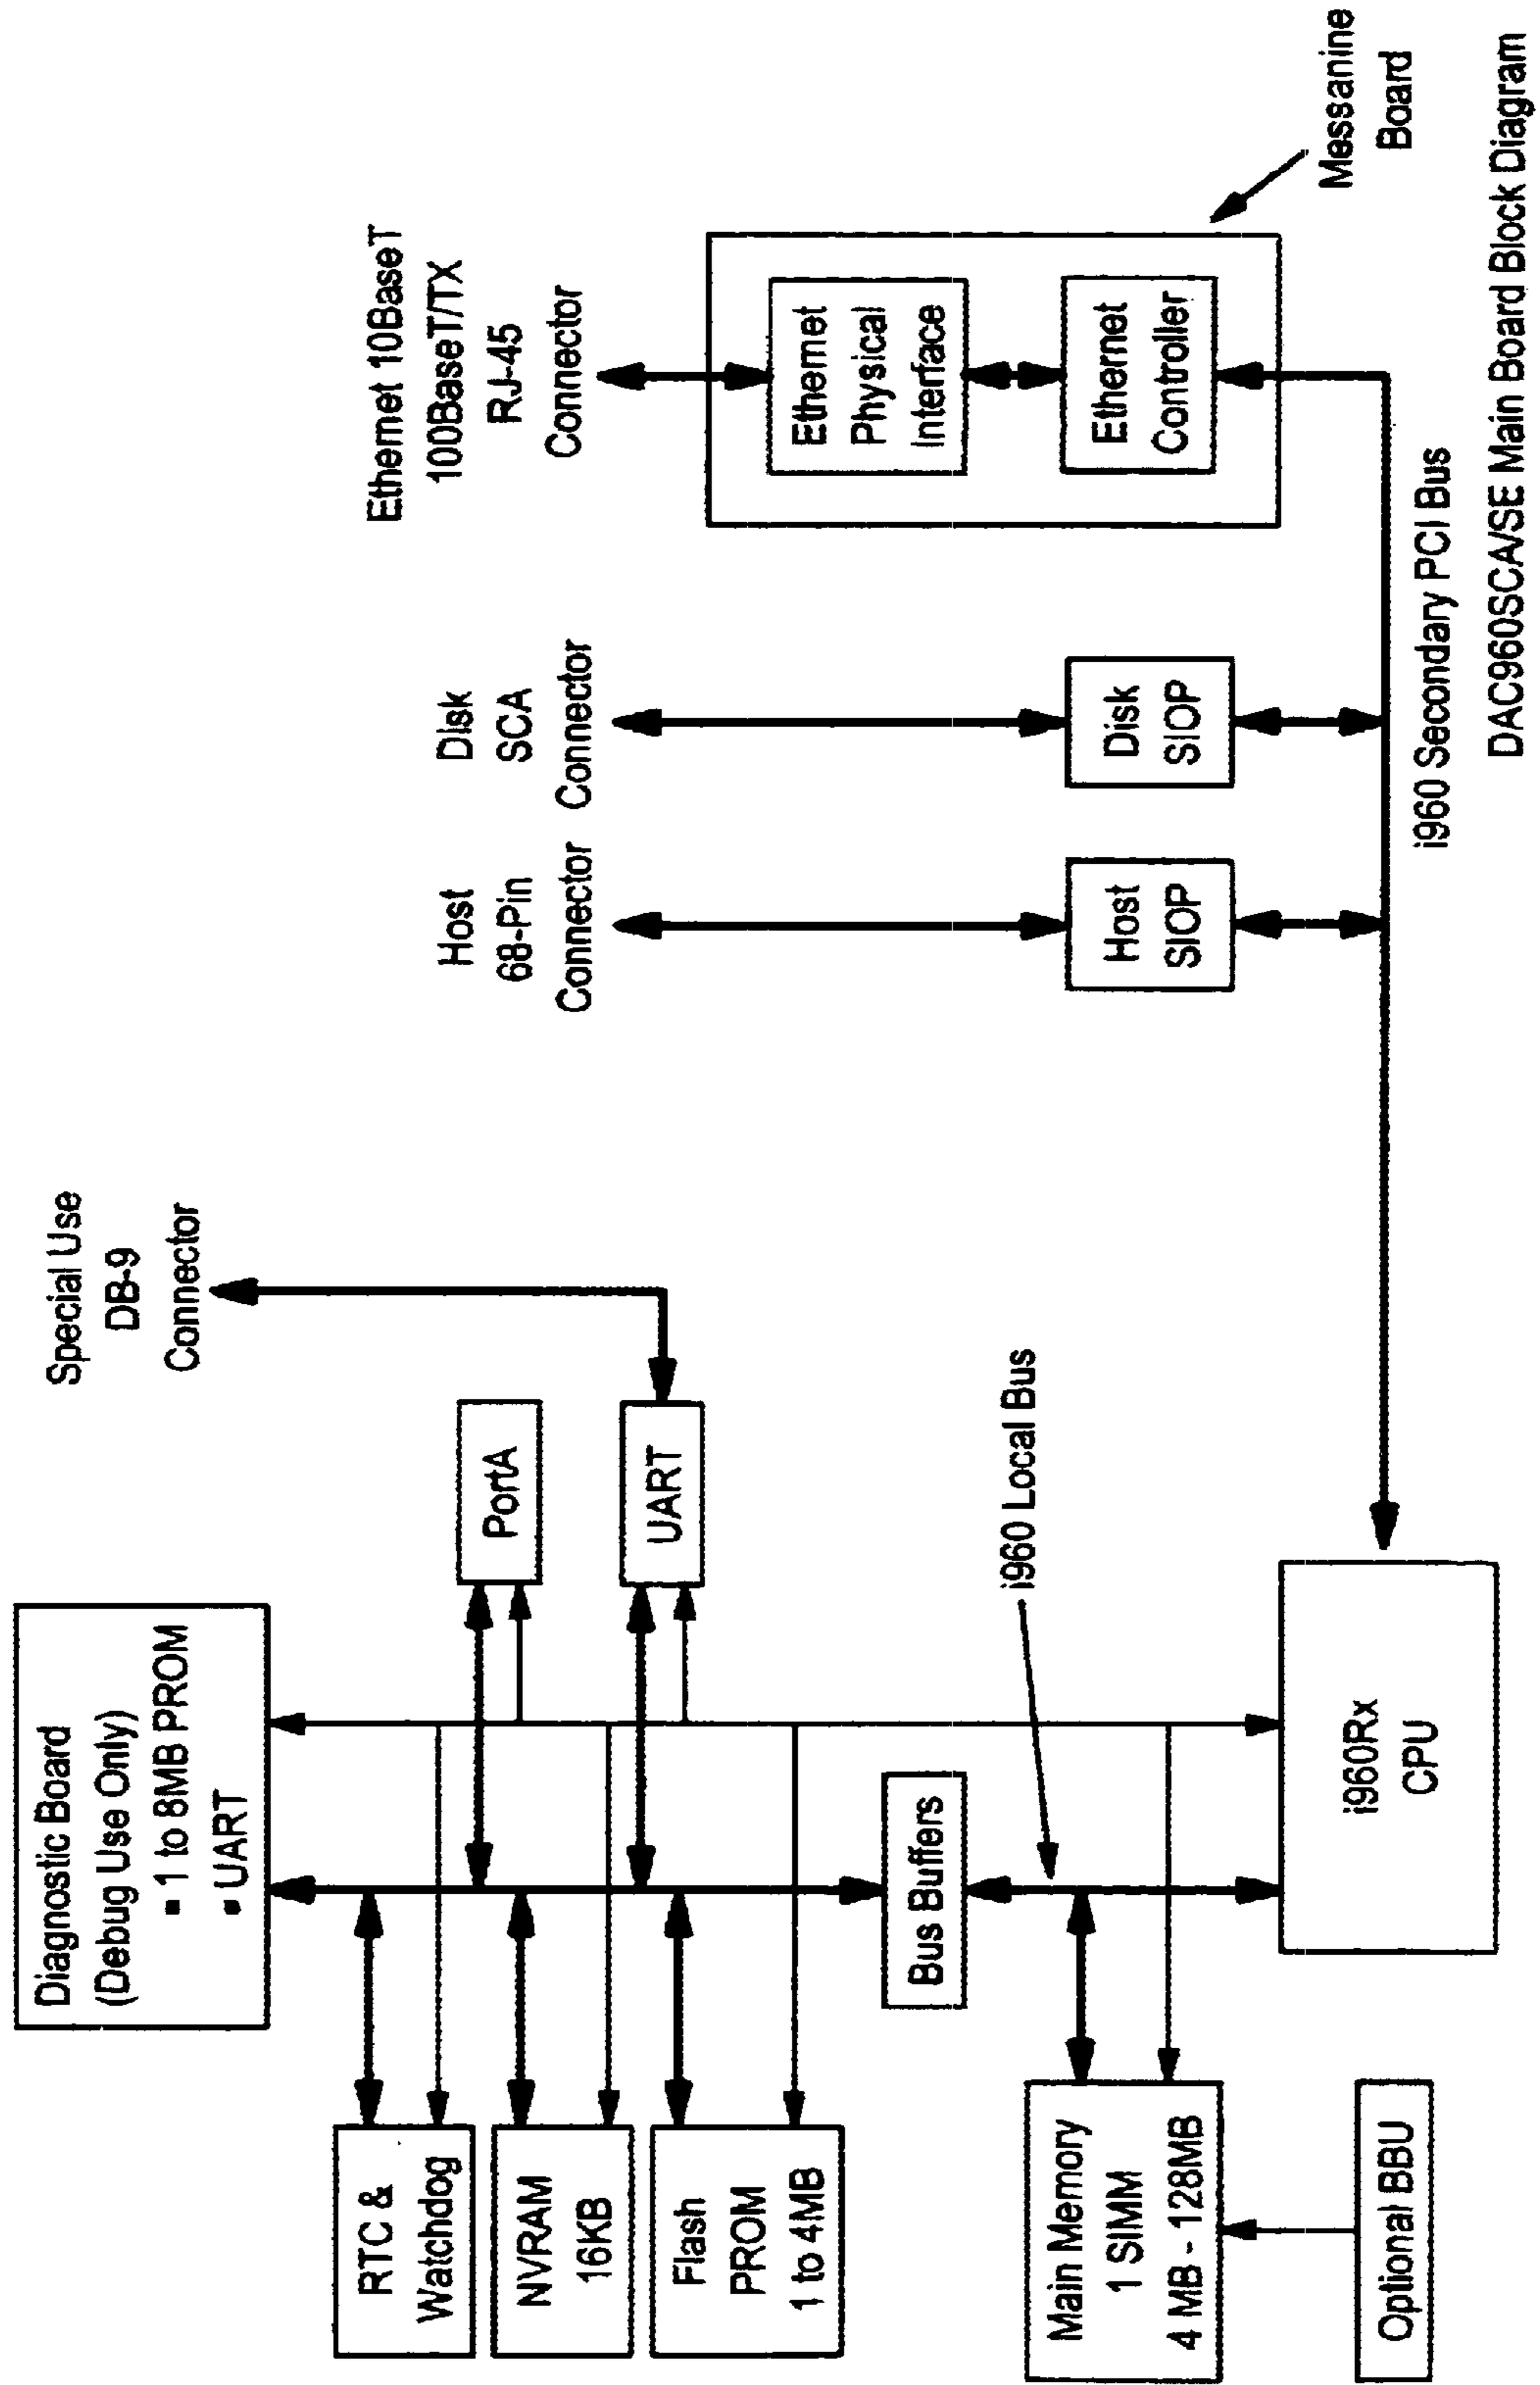 Diagnostic Board
(Debug Use Only)
▪ 1 to 8MB PROM
▪ UART
Special Use
DB-9
Connector
RTC &
Watchdog
NVRAM
16KB
Flash
PROM
1 to 4MB
PortA
UART
Bus Buffers
i960 Local Bus
Main Memory
1 SIMM
4 MB - 128MB
Optional BBU
i960Rx
CPU
Host
68-Pin
Connector
Disk
SCA
Connector
Ethernet 10BaseT
100BaseT/TX
RJ-45
Connector
Host
SIOP
Disk
SIOP
Ethernet
Physical
Interface
Ethernet
Controller
Messanine
Board
i960 Secondary PCI Bus
DAC960SCA/SE Main Board Block Diagram